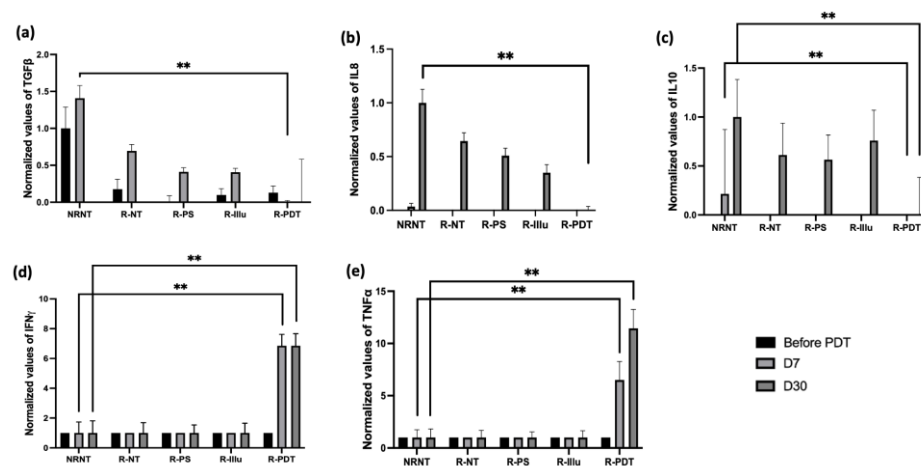 (a)
**
Normalized values of TGFβ
2.0
1.5
1.0
0.5
0.0
NRNT R-NT R-PS R-Illu R-PDT
(b)
**
Normalized values of IL8
1.5
1.0
0.5
0.0
NRNT R-NT R-PS R-Illu R-PDT
(c)
**
**
Normalized values of IL10
1.5
1.0
0.5
0.0
NRNT R-NT R-PS R-Illu R-PDT
(d)
**
**
Normalized values of IFNγ
10
8
6
4
2
0
NRNT R-NT R-PS R-Illu R-PDT
(e)
**
**
Normalized values of TNFα
15
10
5
0
NRNT R-NT R-PS R-Illu R-PDT
Before PDT
D7
D30